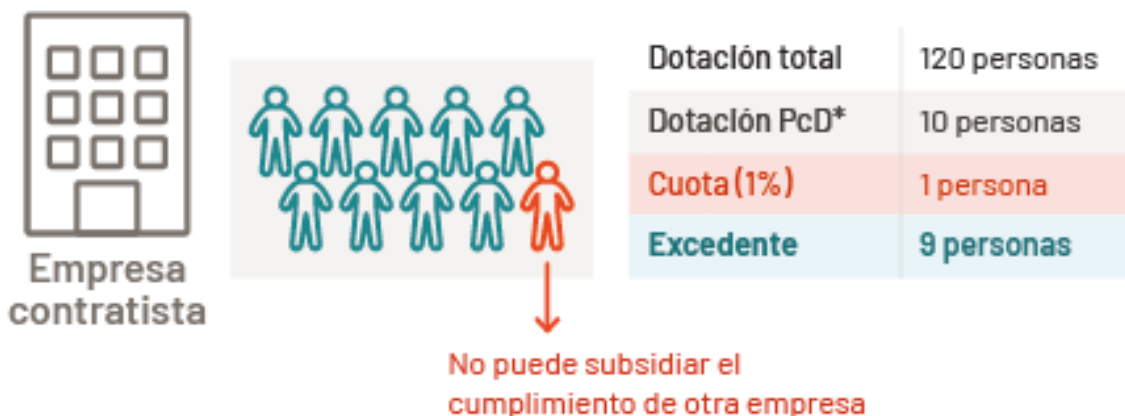 Dotación total 120 personas
Dotación PcD* 10 personas
Cuota (1%) 1 persona
Excedente 9 personas
Empresa
contratista
No puede subsidiar el
cumplimiento de otra empresa